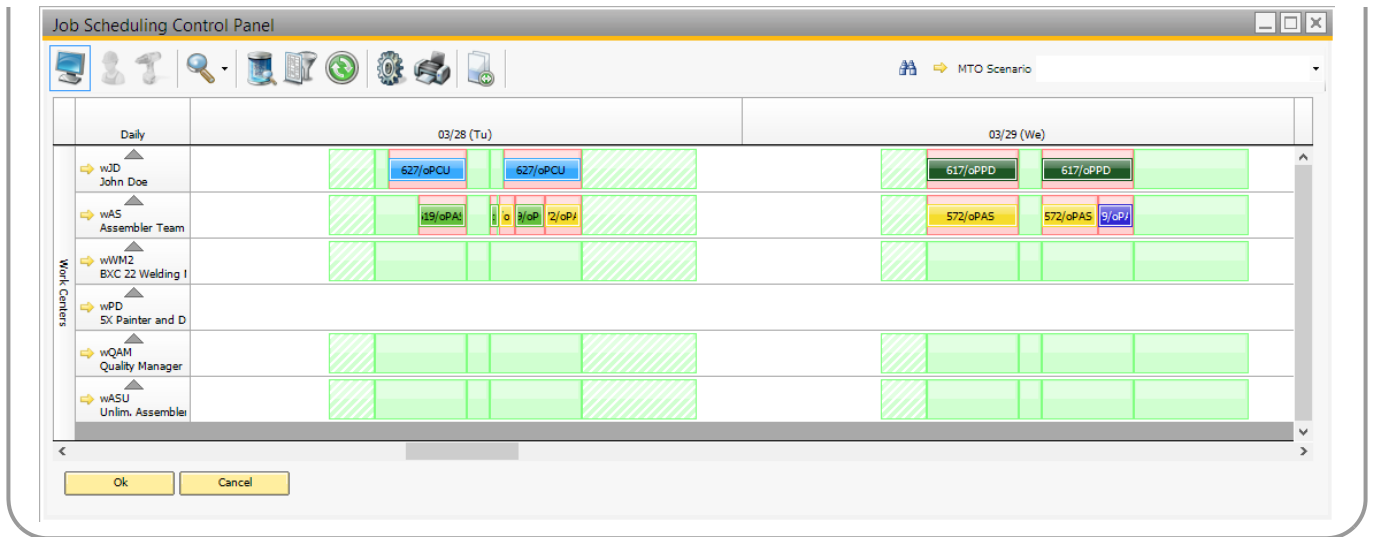 Job Scheduling Control Panel
MTO Scenario
Daily
03/28 (Tu)
03/29 (We)
Work Centers
wJD
John Doe
627/oPCU
627/oPCU
617/oPPD
617/oPPD
wAS
Assembler Team
572/oPAS
572/oPAS
wWM2
BXC 22 Welding
wPD
5X Painter and D
wQAM
Quality Manager
wASU
Unlim. Assembler
Ok
Cancel